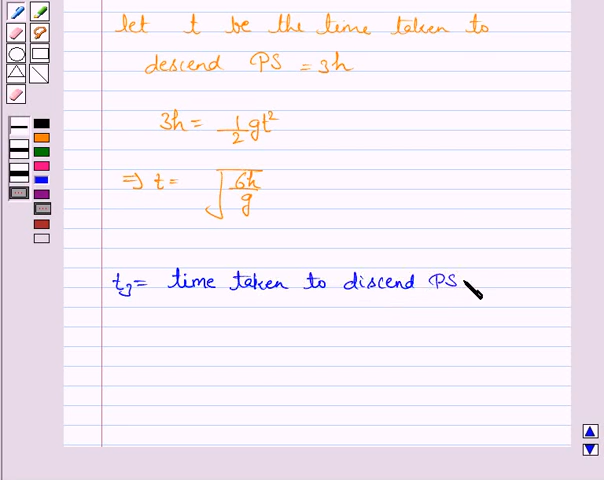 let t be the time taken to
descend PS = 3h
3h = 1/2 gt²
⇒ t = √(6h/g)
t₃ = time taken to discend PS